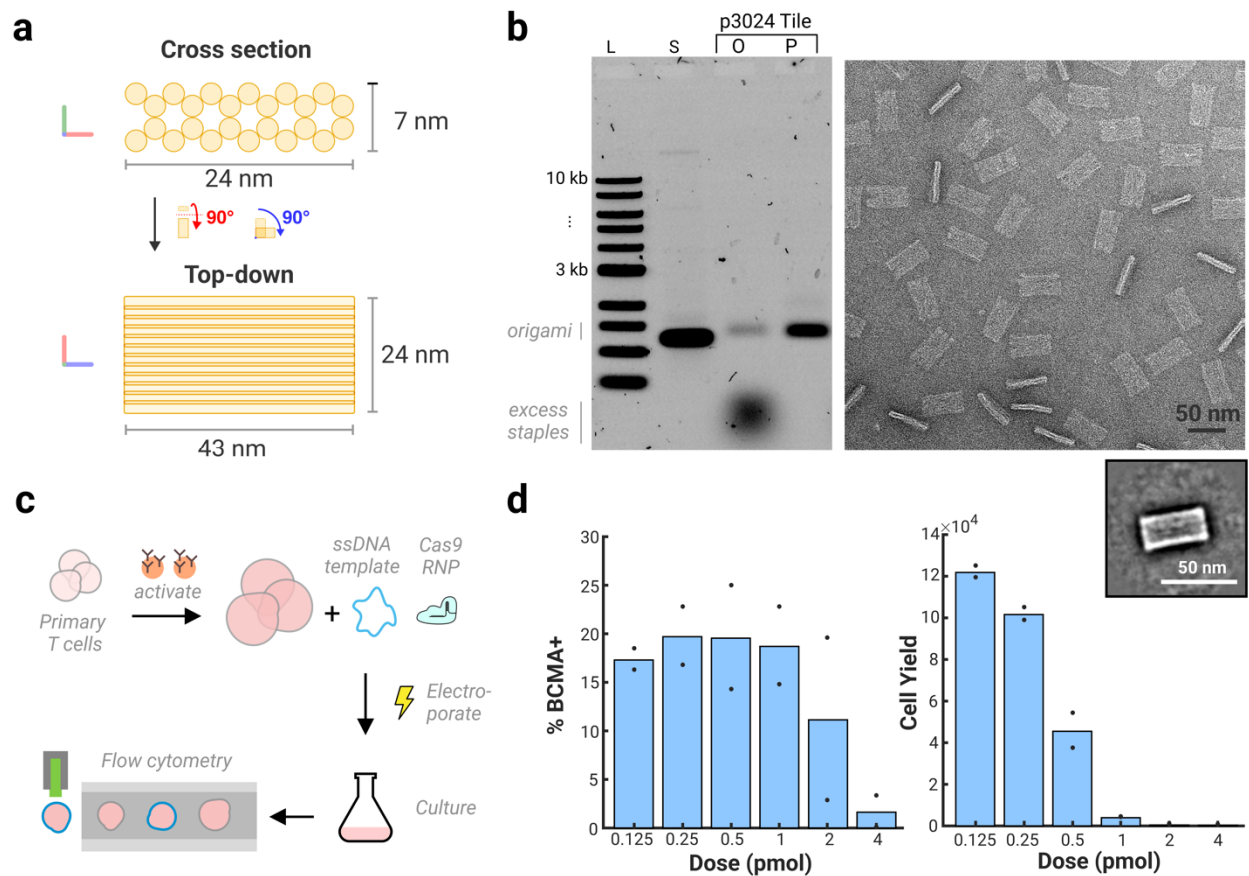 a
Cross section
7 nm
24 nm
90°
90°
Top-down
24 nm
43 nm
b
p3024 Tile
L
S
O
P
10 kb
...
3 kb
origami
excess
staples
50 nm
50 nm
c
Primary
T cells
activate
+
ssDNA
template
Cas9
RNP
Electro-
porate
Culture
Flow cytometry
d
% BCMA+
30
25
20
15
10
5
0
0.125
0.25
0.5
1
2
4
Dose (pmol)
Cell Yield
×10⁴
14
12
10
8
6
4
2
0
0.125
0.25
0.5
1
2
4
Dose (pmol)